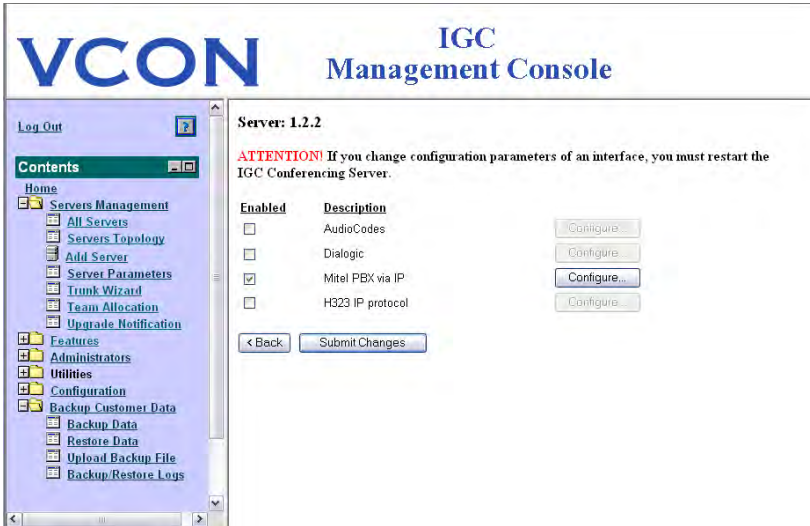 VCON
IGC
Management Console
Log Out
?
Contents
Home
Servers Management
All Servers
Servers Topology
Add Server
Server Parameters
Trunk Wizard
Team Allocation
Upgrade Notification
Features
Administrators
Utilities
Configuration
Backup Customer Data
Backup Data
Restore Data
Upload Backup File
Backup/Restore Logs
Server: 1.2.2
ATTENTION! If you change configuration parameters of an interface, you must restart the
IGC Conferencing Server.
Enabled Description
AudioCodes Configure...
Dialogic Configure...
Mitel PBX via IP Configure...
H323 IP protocol Configure...
< Back Submit Changes